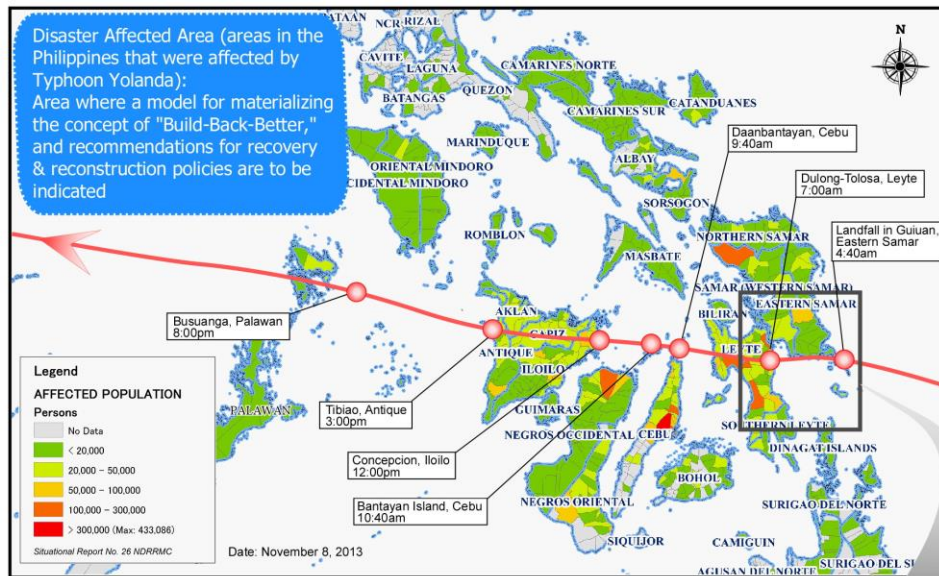 Disaster Affected Area (areas in the
Philippines that were affected by
Typhoon Yolanda):
Area where a model for materializing
the concept of "Build-Back-Better,"
and recommendations for recovery
& reconstruction policies are to be
indicated
BATAAN
NCR
RIZAL
CAVITE
LAGUNA
BATANGAS
QUEZON
CAMARINES NORTE
CAMARINES SUR
CATANDUANES
N
MARINDUQUE
ALBAY
ORIENTAL MINDORO
CIDENTAL MINDORO
SORSOGON
ROMBLON
MASBATE
Daanbantayan, Cebu
9:40am
Dulong-Tolosa, Leyte
7:00am
Landfall in Guiuan,
Eastern Samar
4:40am
NORTHERN SAMAR
SAMAR (WESTERN SAMAR)
EASTERN SAMAR
BILIRAN
LEYTE
SOUTHERN LEYTE
DINAGAT ISLANDS
AKLAN
CAPIZ
ANTIQUE
ILOILO
GUIMARAS
NEGROS OCCIDENTAL
CEBU
BOHOL
NEGROS ORIENTAL
SIQUIJOR
CAMIGUIN
SURIGAO DEL NORTE
AGUSAN DEL NORTE
SURIGAO DEL SU
PALAWAN
Busuanga, Palawan
8:00pm
Tibiao, Antique
3:00pm
Concepcion, Iloilo
12:00pm
Bantayan Island, Cebu
10:40am
Legend
AFFECTED POPULATION
Persons
No Data
< 20,000
20,000 - 50,000
50,000 - 100,000
100,000 - 300,000
> 300,000 (Max: 433,086)
Situational Report No. 26 NDRRMC
Date: November 8, 2013